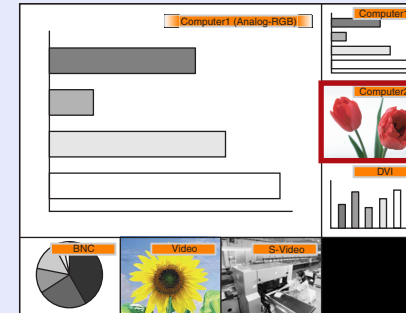 Computer1 (Analog-RGB)
Computer1
Computer2
DVI
BNC
Video
S-Video